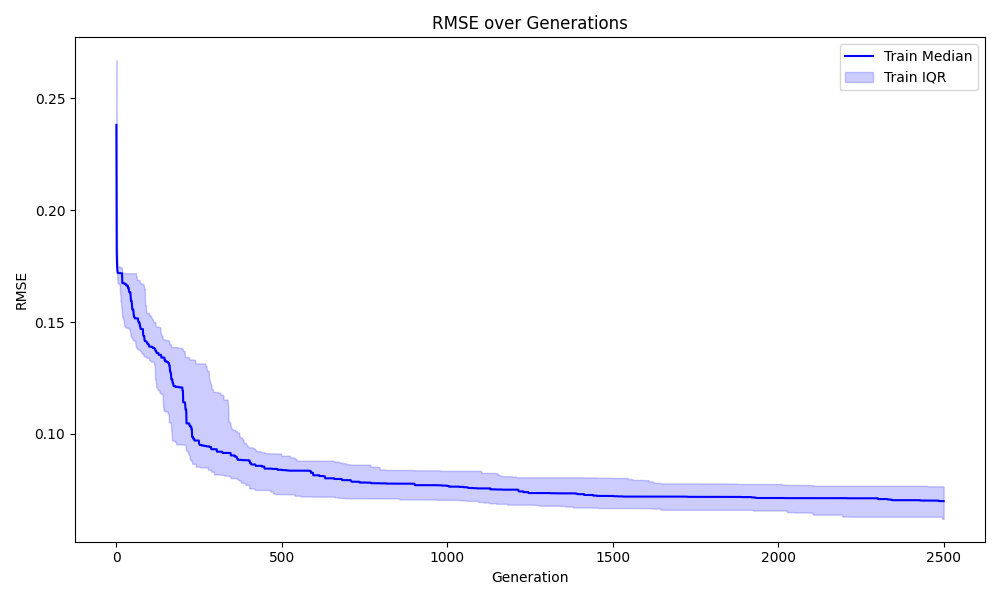 RMSE over Generations
Train Median
Train IQR
RMSE
0.25
0.20
0.15
0.10
0 500 1000 1500 2000 2500
Generation